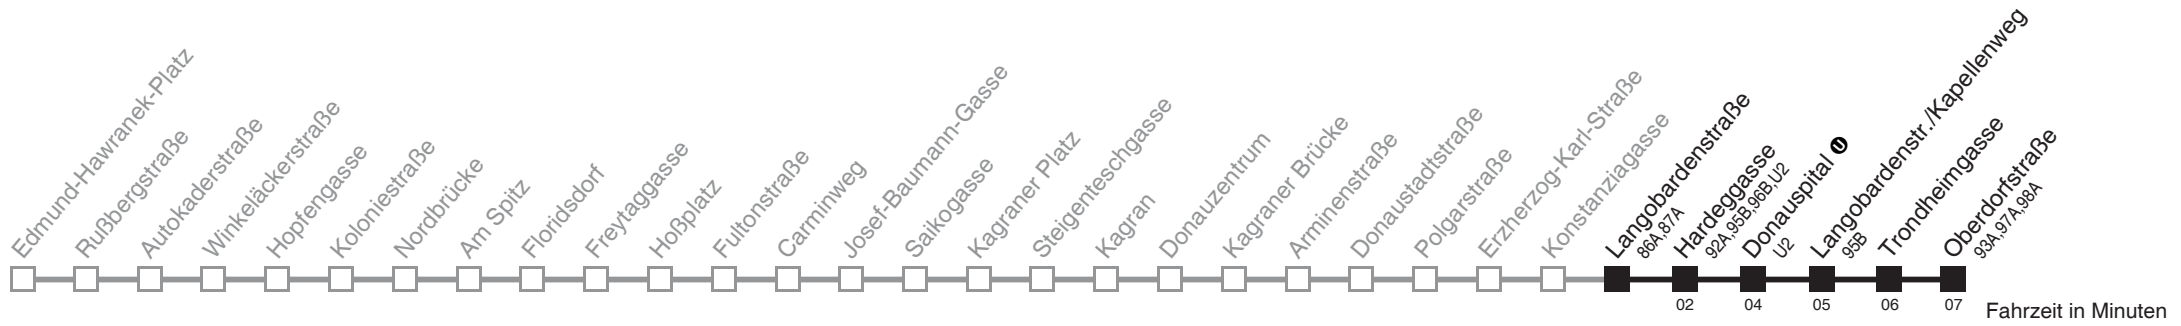 Edmund-Hawranek-Platz
Rußbergstraße
Autokaderstraße
Winkeläckerstraße
Hopfengasse
Koloniestraße
Nordbrücke
Am Spitz
Floridsdorf
Freytaggasse
Hoßplatz
Fultonstraße
Carminweg
Josef-Baumann-Gasse
Saikogasse
Kagraner Platz
Steigenteschgasse
Kagran
Donauzentrum
Kagraner Brücke
Arminenstraße
Donaustadtstraße
Polgarstraße
Erzherzog-Karl-Straße
Konstanziagasse
Langobardenstraße
86A,87A
Hardeggasse
92A,95B,96B,U2
Donauspital U
U2
Langobardenstr./Kapellenweg
95B
Trondheimgasse
Oberdorfstraße
93A,97A,98A
02 04 05 06 07 Fahrzeit in Minuten